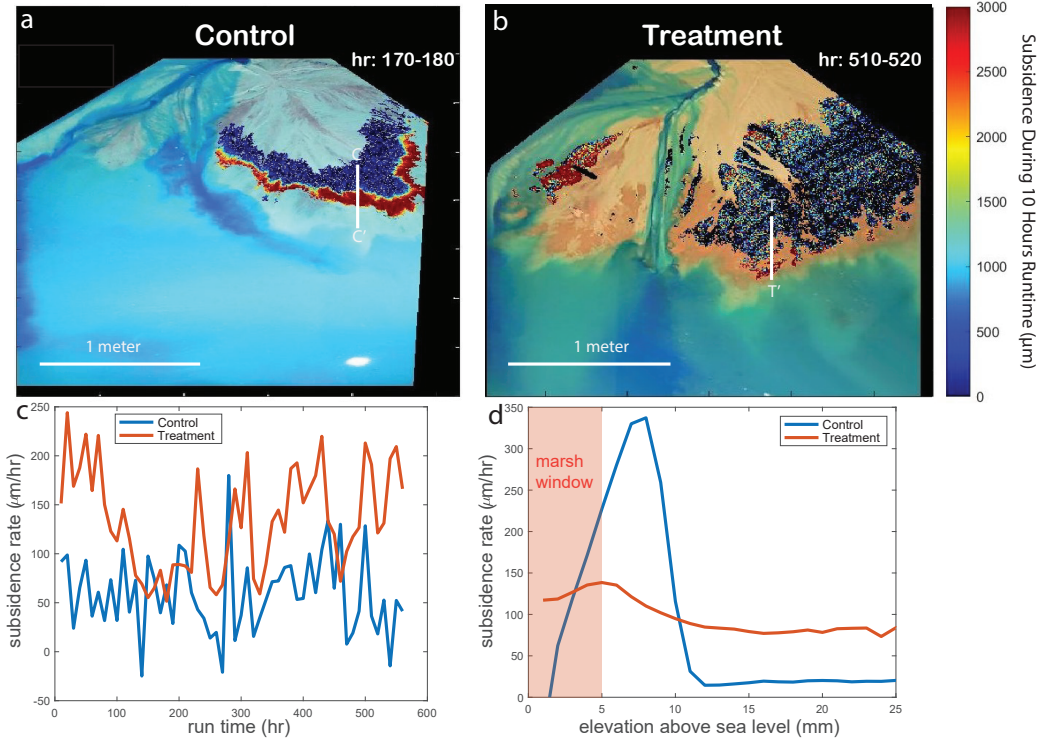 a
Control
hr: 170-180
C
C'
1 meter
b
Treatment
hr: 510-520
T
T'
1 meter
3000
2500
2000
1500
1000
500
0
Subsidence During 10 Hours Runtime (μm)
c
Control
Treatment
250
200
150
100
50
0
-50
0
100
200
300
400
500
600
subsidence rate (μm/hr)
run time (hr)
d
Control
Treatment
marsh
window
350
300
250
200
150
100
50
0
0
5
10
15
20
25
subsidence rate (μm/hr)
elevation above sea level (mm)